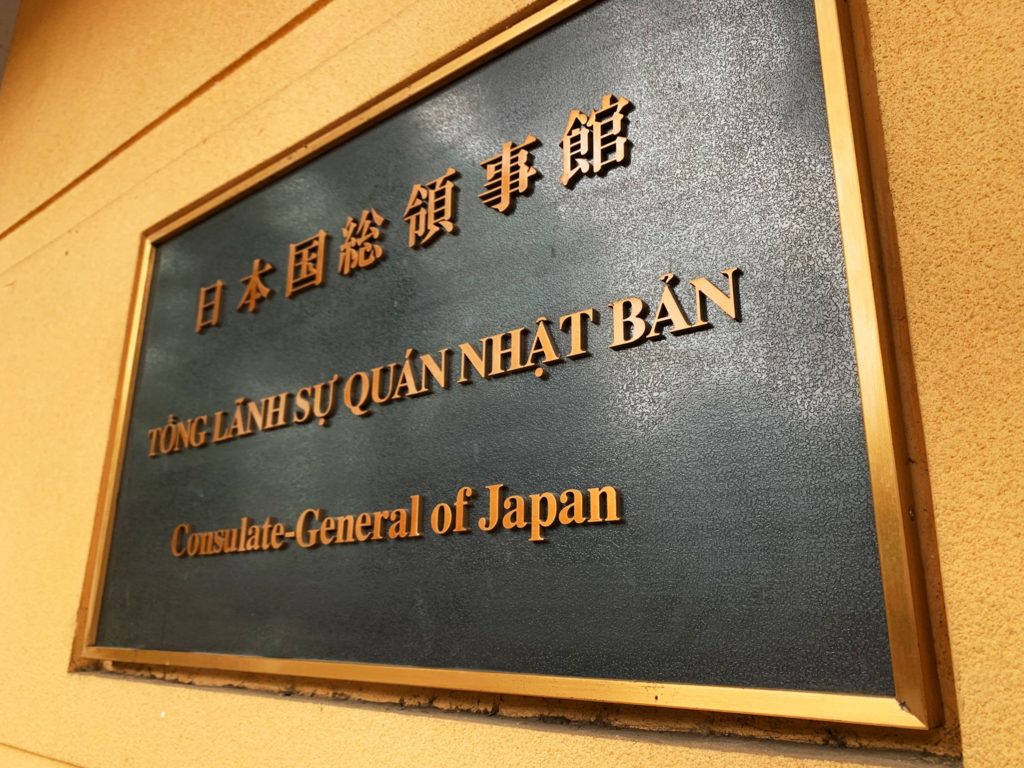 日本国総領事館
TỔNG LÃNH SỰ QUÁN NHẬT BẢN
Consulate-General of Japan